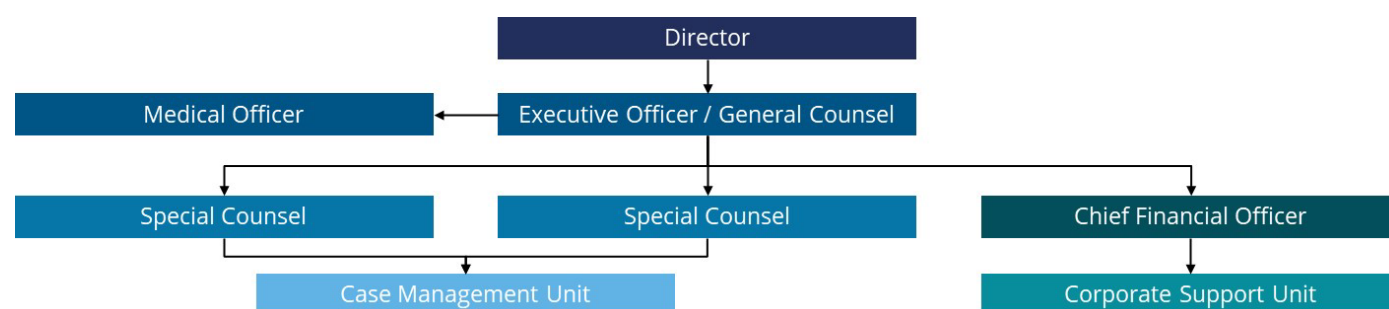 Director
Medical Officer
Executive Officer / General Counsel
Special Counsel
Special Counsel
Chief Financial Officer
Case Management Unit
Corporate Support Unit